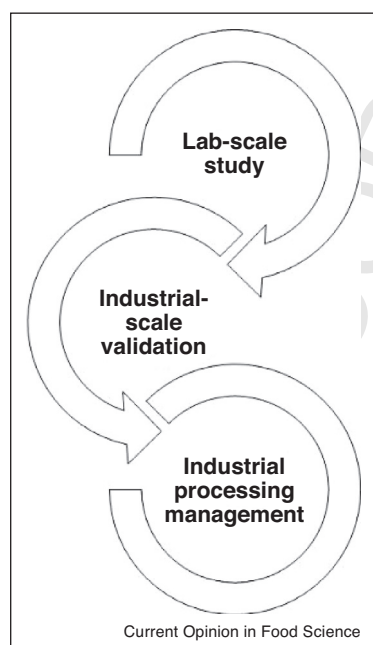 Lab-scale
study
Industrial-
scale
validation
Industrial
processing
management
Current Opinion in Food Science